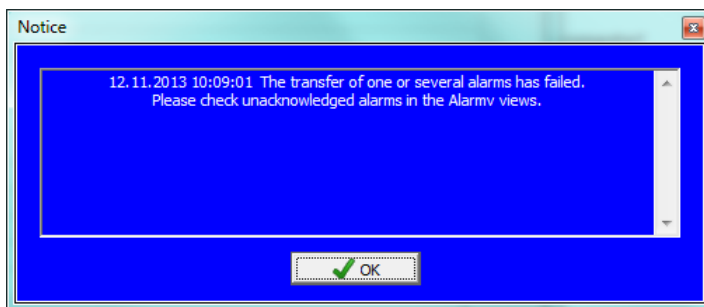 Notice
12.11.2013 10:09:01 The transfer of one or several alarms has failed.
Please check unacknowledged alarms in the Alarmv views.
OK